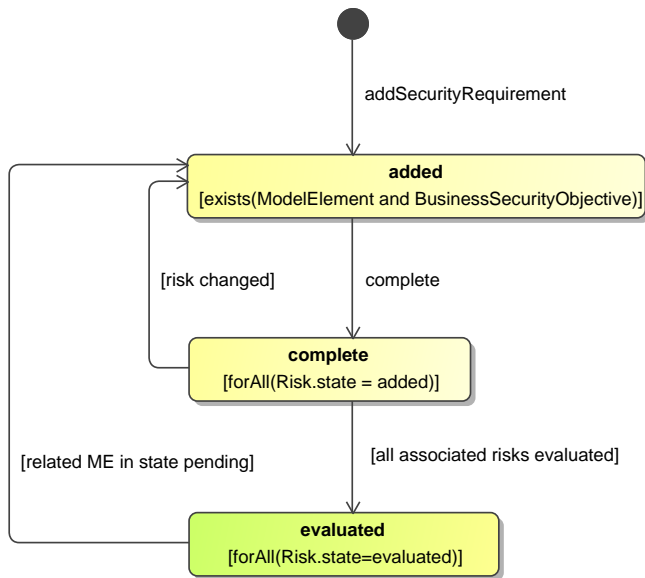 addSecurityRequirement
added
[exists(ModelElement and BusinessSecurityObjective)]
[risk changed]
complete
complete
[forAll(Risk.state = added)]
[related ME in state pending]
[all associated risks evaluated]
evaluated
[forAll(Risk.state=evaluated)]